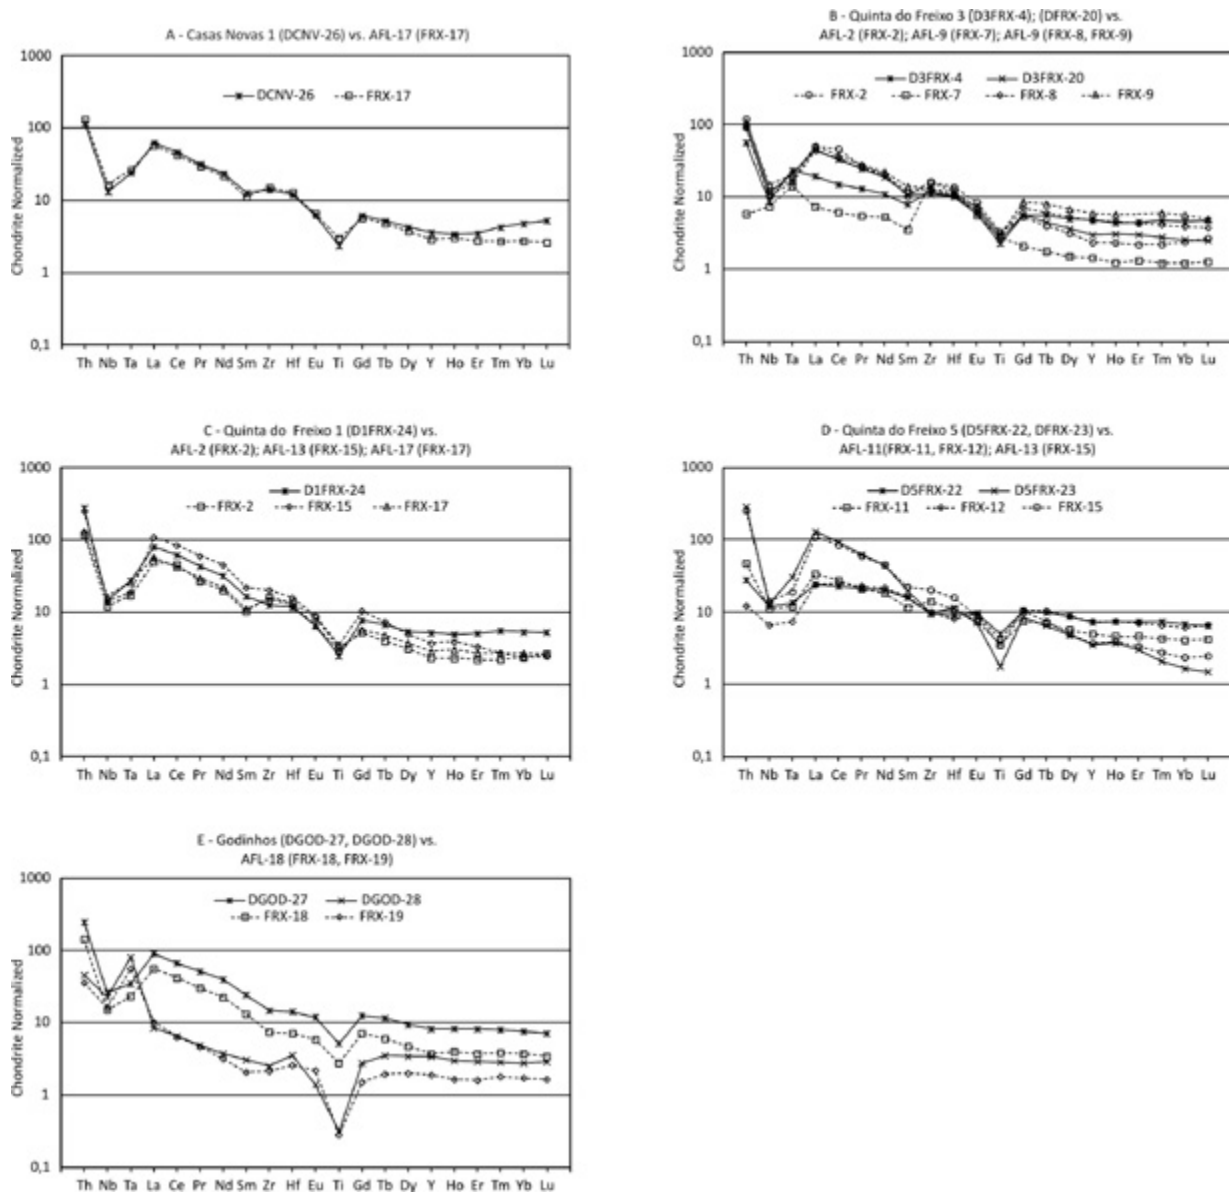 A - Casas Novas 1 (DCNV-26) vs. AFL-17 (FRX-17)
1000
100
10
1
0,1
Chondrite Normalized
DCNV-26 FRX-17
Th Nb Ta La Ce Pr Nd Sm Zr Hf Eu Ti Gd Tb Dy Y Ho Er Tm Yb Lu
B - Quinta do Freixo 3 (D3FRX-4); (DFRX-20) vs.
AFL-2 (FRX-2); AFL-9 (FRX-7); AFL-9 (FRX-8, FRX-9)
1000
100
10
1
0,1
Chondrite Normalized
D3FRX-4 D3FRX-20
FRX-2 FRX-7 FRX-8 FRX-9
Th Nb Ta La Ce Pr Nd Sm Zr Hf Eu Ti Gd Tb Dy Y Ho Er Tm Yb Lu
C - Quinta do Freixo 1 (D1FRX-24) vs.
AFL-2 (FRX-2); AFL-13 (FRX-15); AFL-17 (FRX-17)
1000
100
10
1
0,1
Chondrite Normalized
D1FRX-24
FRX-2 FRX-15 FRX-17
Th Nb Ta La Ce Pr Nd Sm Zr Hf Eu Ti Gd Tb Dy Y Ho Er Tm Yb Lu
D - Quinta do Freixo 5 (D5FRX-22, DFRX-23) vs.
AFL-11(FRX-11, FRX-12); AFL-13 (FRX-15)
1000
100
10
1
0,1
Chondrite Normalized
D5FRX-22 D5FRX-23
FRX-11 FRX-12 FRX-15
Th Nb Ta La Ce Pr Nd Sm Zr Hf Eu Ti Gd Tb Dy Y Ho Er Tm Yb Lu
E - Godinhos (DGOD-27, DGOD-28) vs.
AFL-18 (FRX-18, FRX-19)
1000
100
10
1
0,1
Chondrite Normalized
DGOD-27 DGOD-28
FRX-18 FRX-19
Th Nb Ta La Ce Pr Nd Sm Zr Hf Eu Ti Gd Tb Dy Y Ho Er Tm Yb Lu